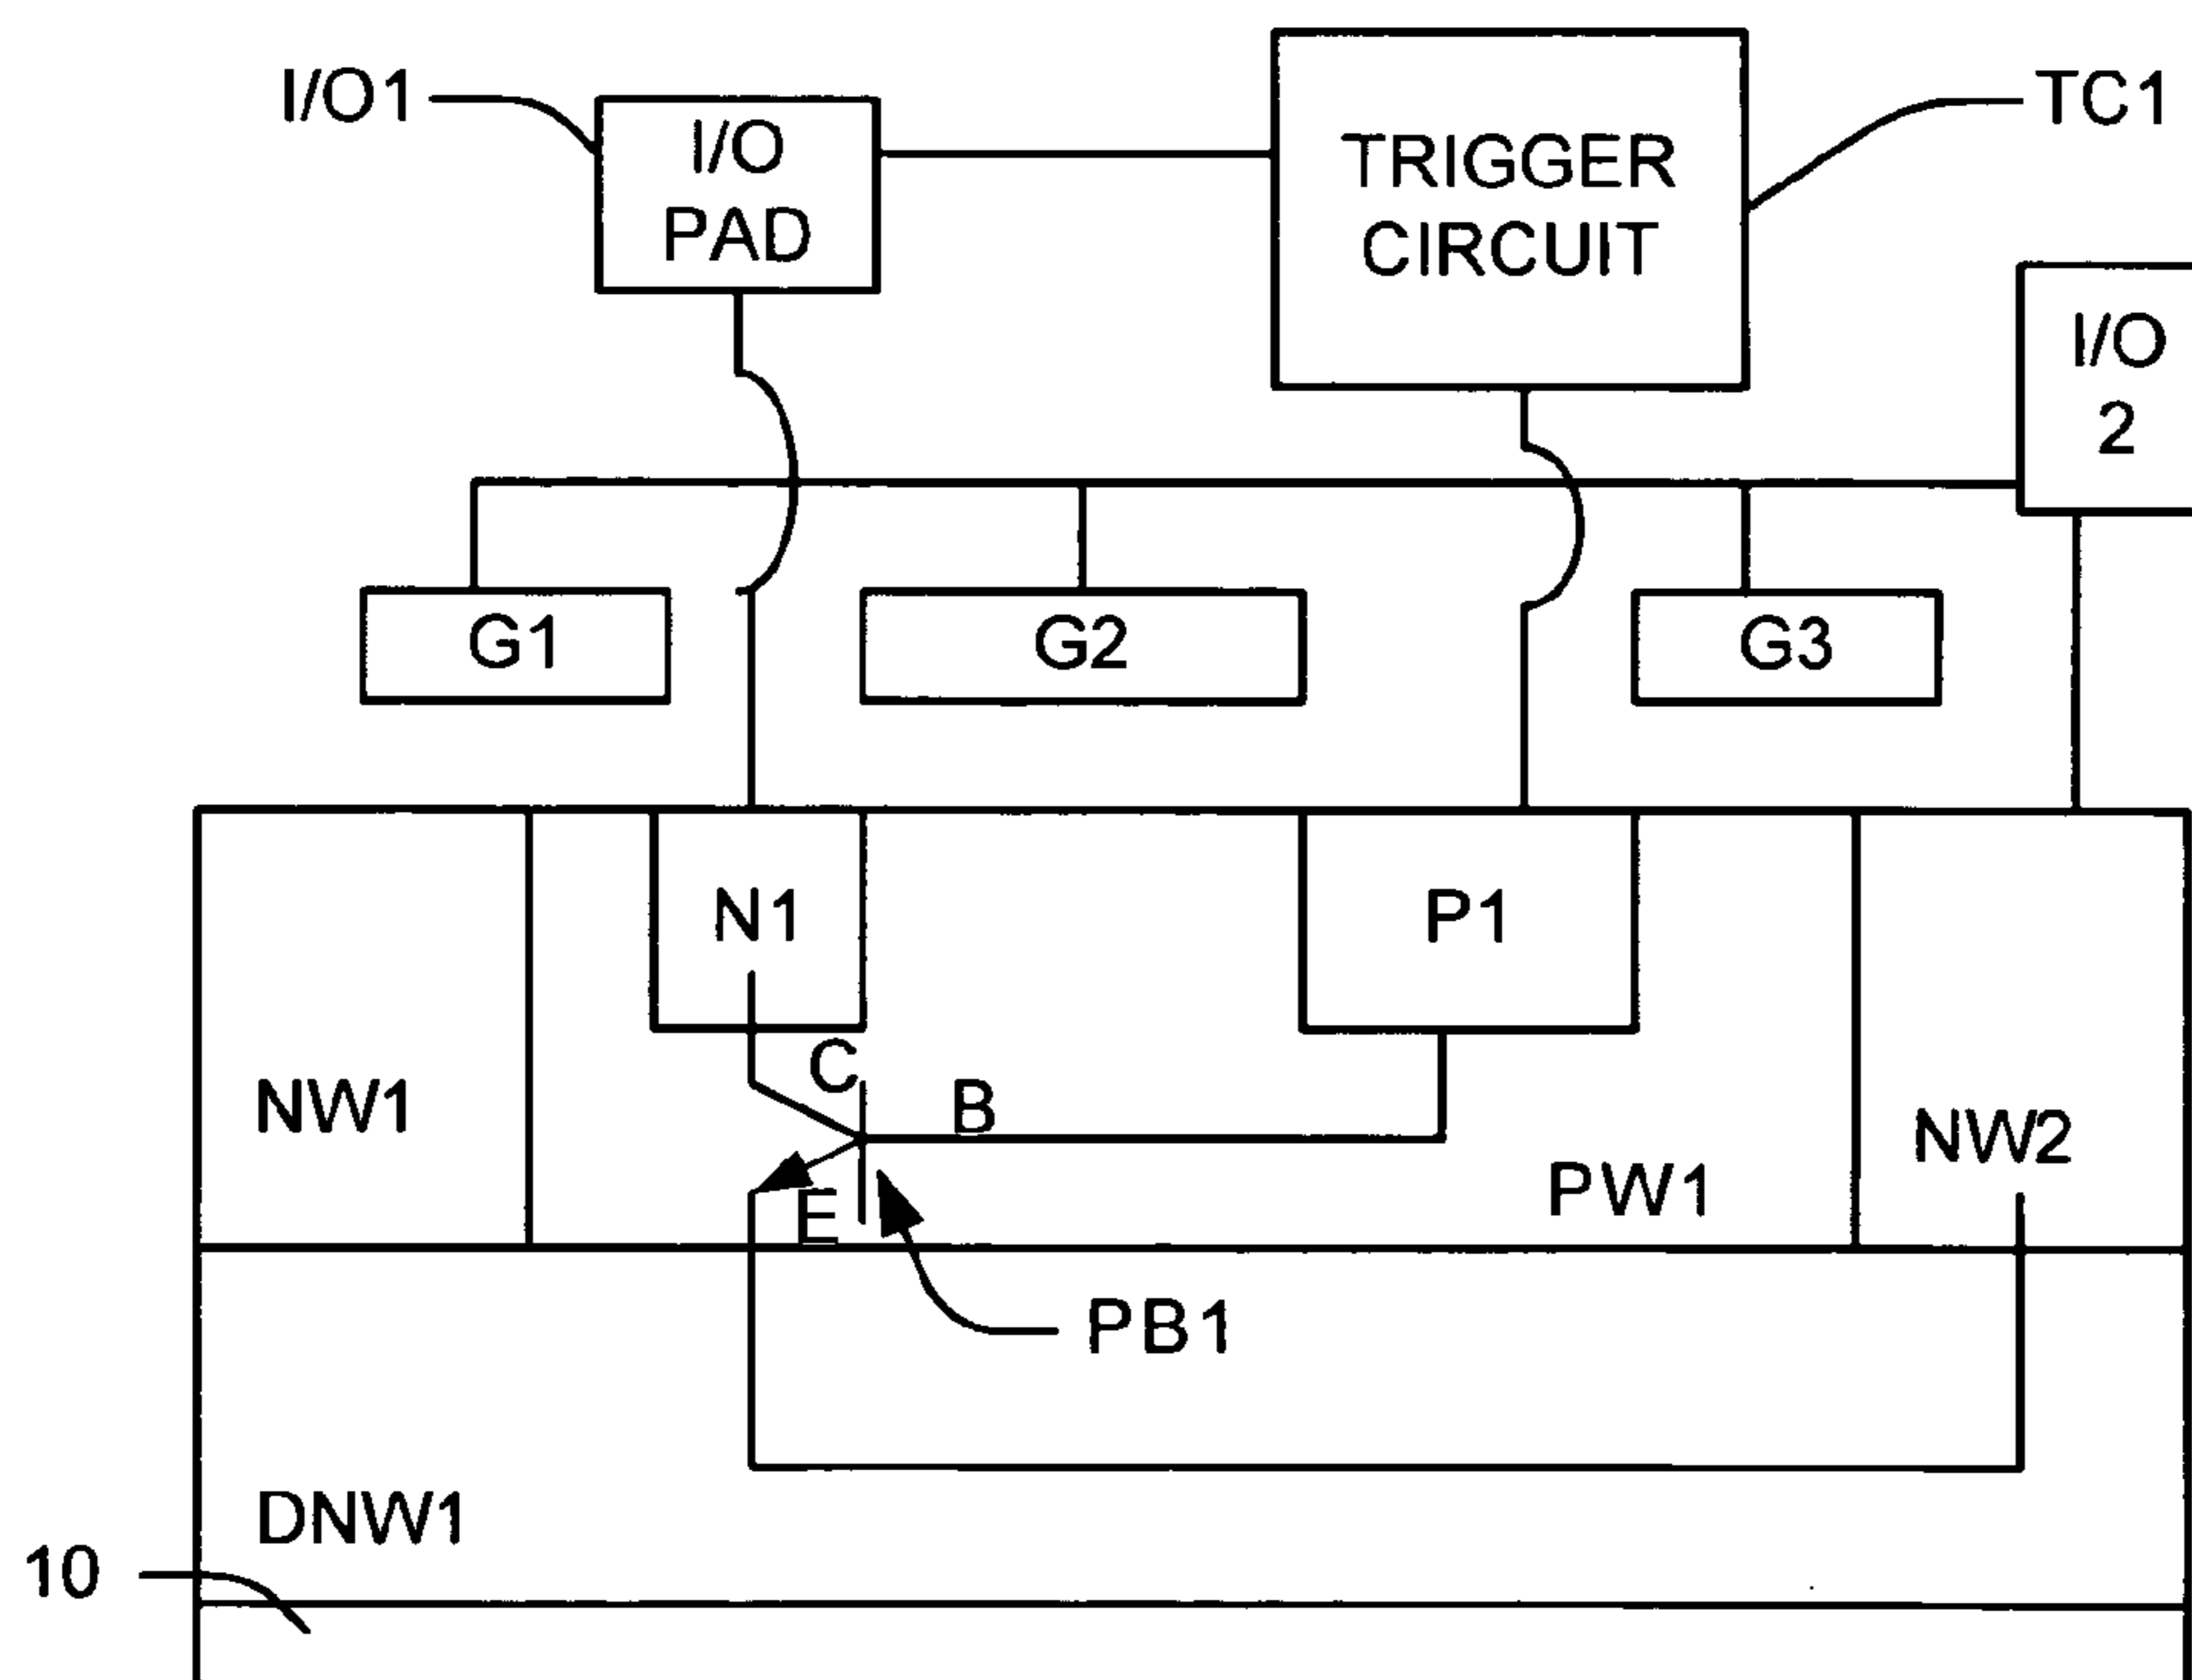 I/O1
I/O
PAD
TRIGGER
CIRCUIT
TC1
I/O
2
G1
G2
G3
N1
P1
C
B
E
NW1
PW1
NW2
PB1
DNW1
10